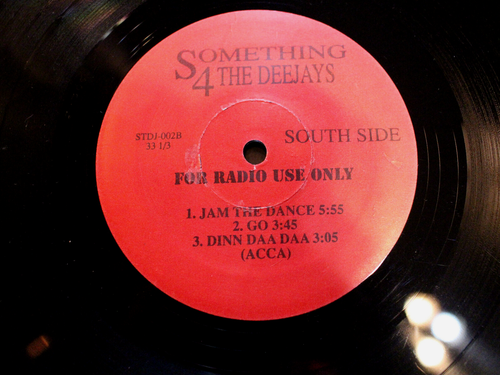 SOMETHING
4 THE DEEJAYS
STDJ-002B
33 1/3
SOUTH SIDE
FOR RADIO USE ONLY
1. JAM THE DANCE 5:55
2. GO 3:45
3. DINN DAA DAA 3:05
(ACCA)